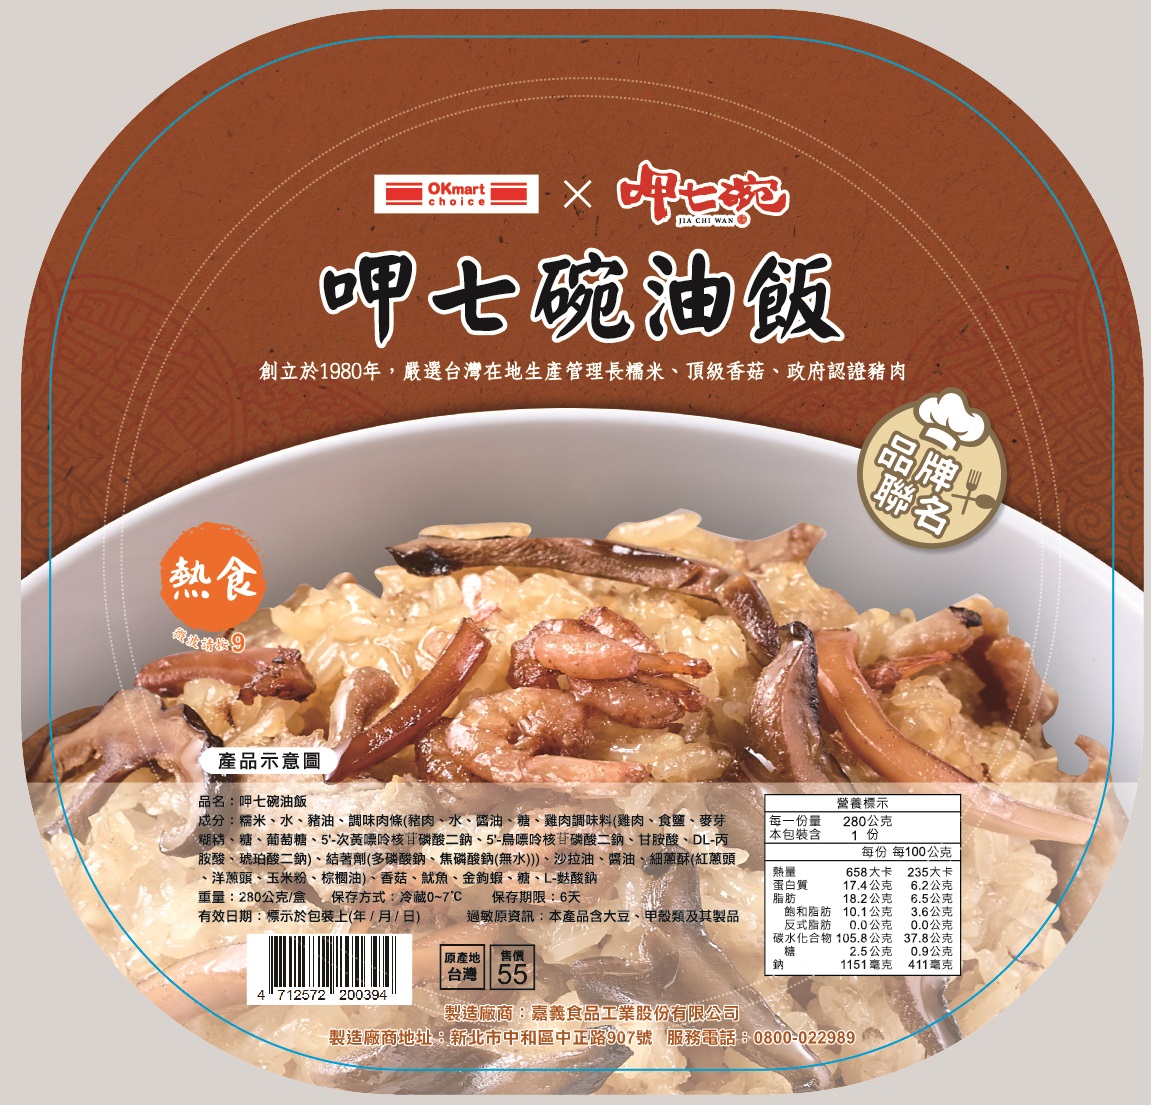 OKmart
choice
×
呷七碗
JIA CHI WAN
呷七碗油飯
創立於1980年，嚴選台灣在地生產管理長糯米、頂級香菇、政府認證豬肉
品牌
聯名
熱食
微波請按9
產品示意圖
品名：呷七碗油飯
成分：糯米、水、豬油、調味肉條(豬肉、水、醬油、糖、雞肉調味料(雞肉、食鹽、麥芽
糊精、糖、葡萄糖、5'-次黃嘌呤核苷磷酸二鈉、5'-鳥嘌呤核苷磷酸二鈉、甘胺酸、DL-丙
胺酸、琥珀酸二鈉)、結著劑(多磷酸鈉、焦磷酸鈉(無水)))、沙拉油、醬油、細蔥酥(紅蔥頭
、洋蔥頭、玉米粉、棕櫚油)、香菇、魷魚、金鉤蝦、糖、L-麩酸鈉
重量：280公克/盒 保存方式：冷藏0~7℃ 保存期限：6天
有效日期：標示於包裝上(年 / 月 / 日) 過敏原資訊：本產品含大豆、甲殼類及其製品
營養標示
每一份量 280公克
本包裝含 1 份
每份 每100公克
熱量 658大卡 235大卡
蛋白質 17.4公克 6.2公克
脂肪 18.2公克 6.5公克
飽和脂肪 10.1公克 3.6公克
反式脂肪 0.0公克 0.0公克
碳水化合物 105.8公克 37.8公克
糖 2.5公克 0.9公克
鈉 1151毫克 411毫克
4 712572 200394
原產地
台灣
售價
55
製造廠商：嘉義食品工業股份有限公司
製造廠商地址：新北市中和區中正路907號 服務電話：0800-022989